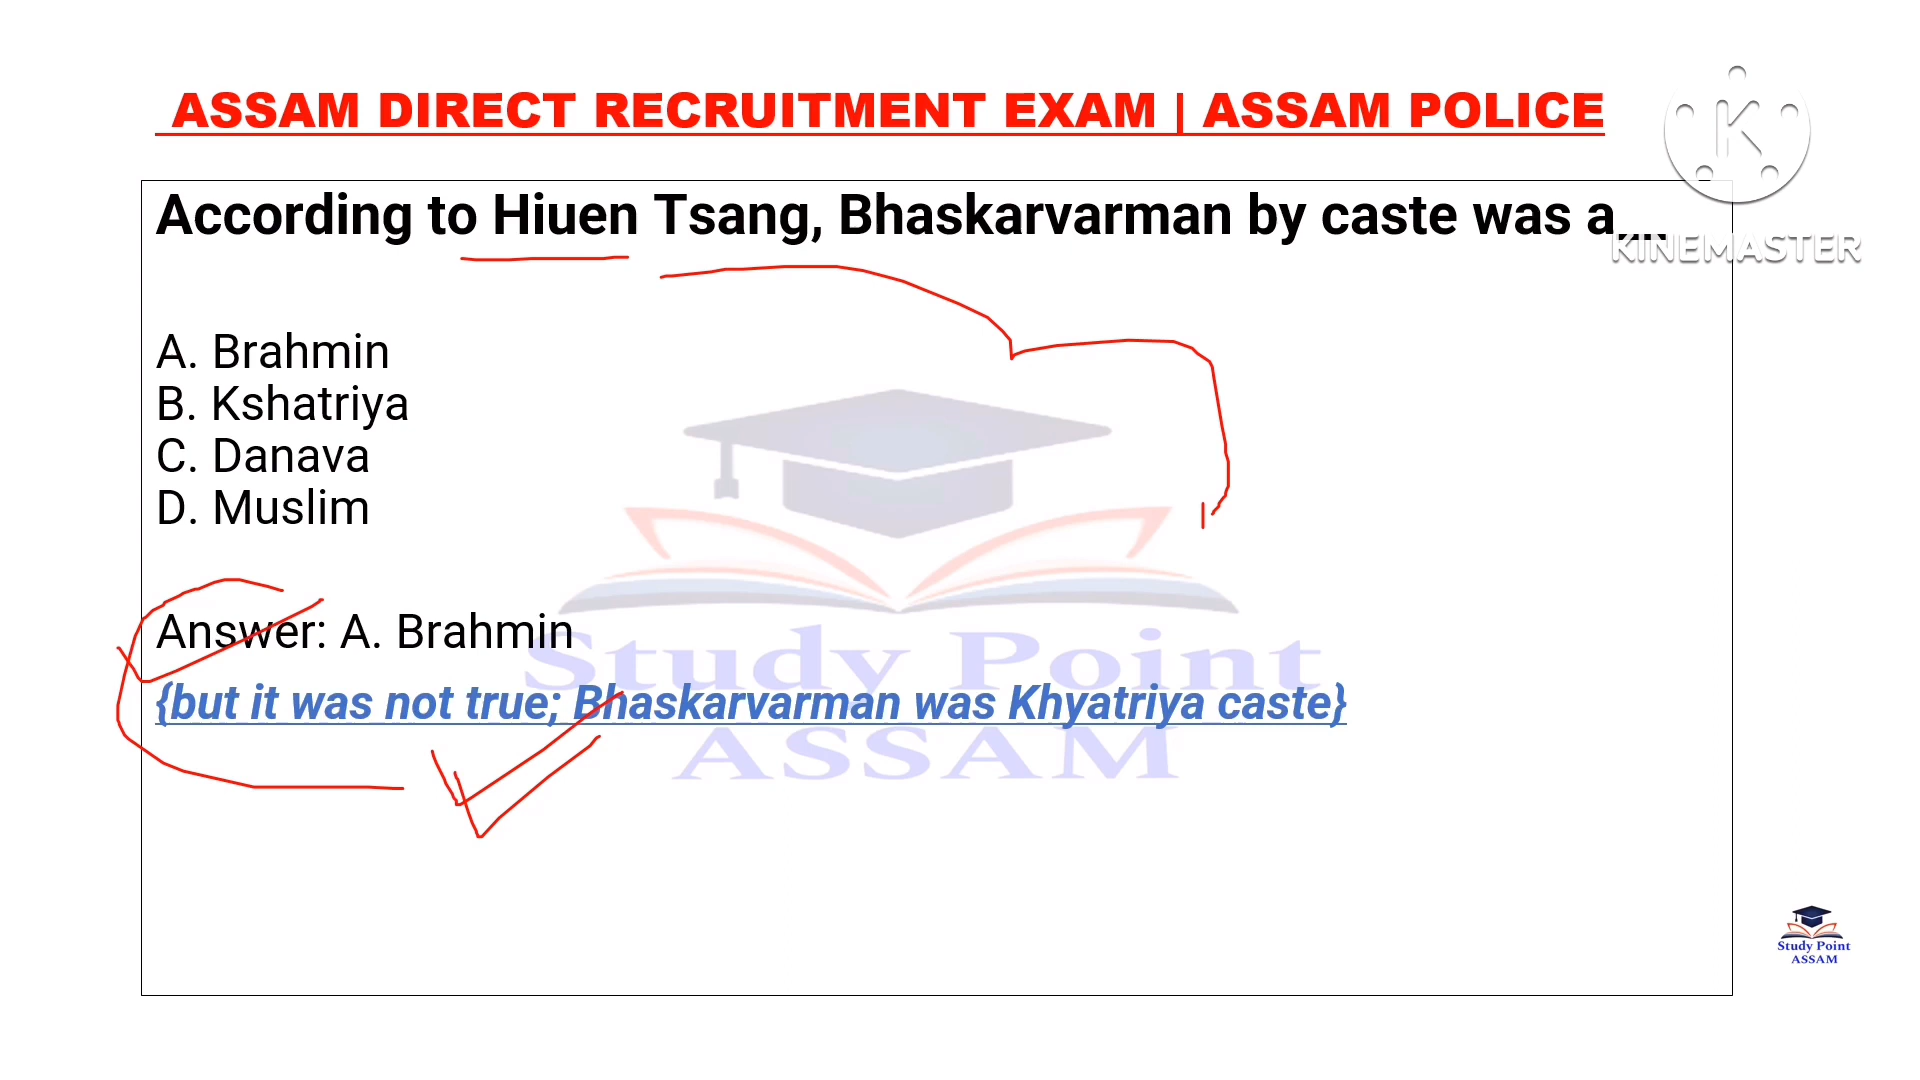 ASSAM DIRECT RECRUITMENT EXAM | ASSAM POLICE
KINEMASTER
According to Hiuen Tsang, Bhaskarvarman by caste was a
A. Brahmin
B. Kshatriya
C. Danava
D. Muslim
Answer: A. Brahmin
{but it was not true; Bhaskarvarman was Khyatriya caste}
Study Point
ASSAM
Study Point
ASSAM